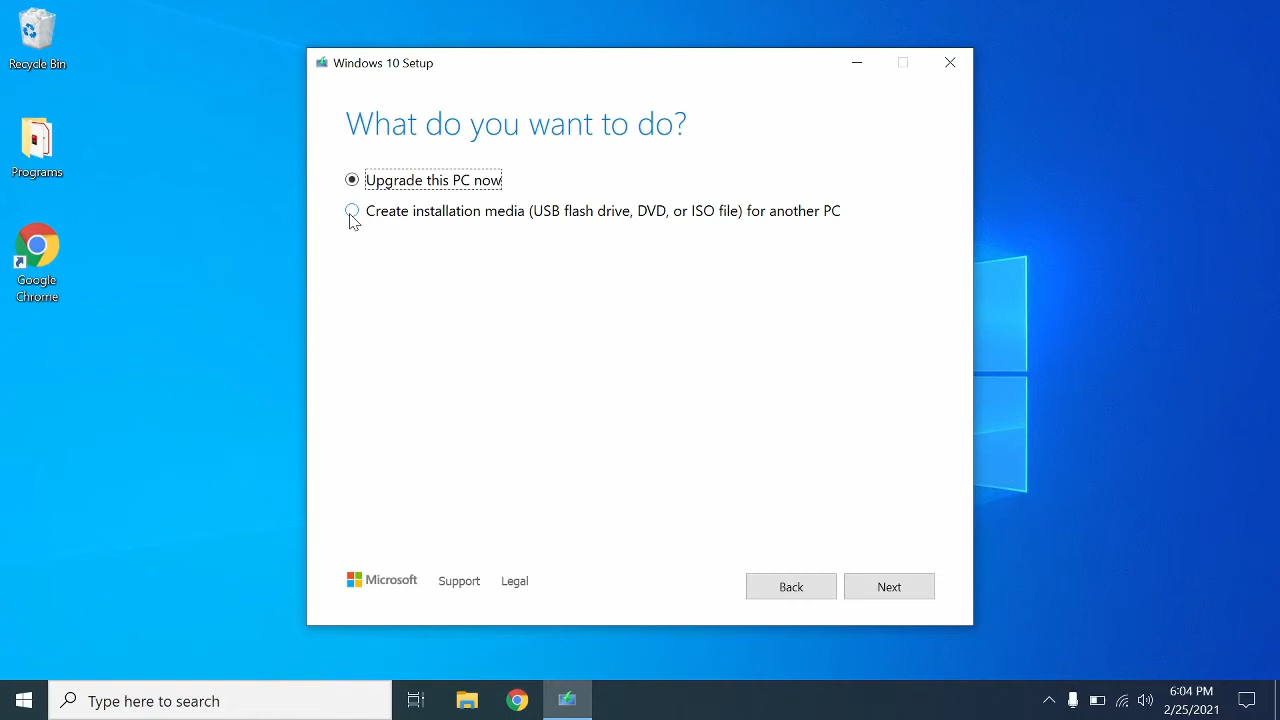 Recycle Bin
Programs
Google
Chrome
Windows 10 Setup
What do you want to do?
Upgrade this PC now
Create installation media (USB flash drive, DVD, or ISO file) for another PC
Microsoft
Support
Legal
Back
Next
Type here to search
6:04 PM
2/25/2021